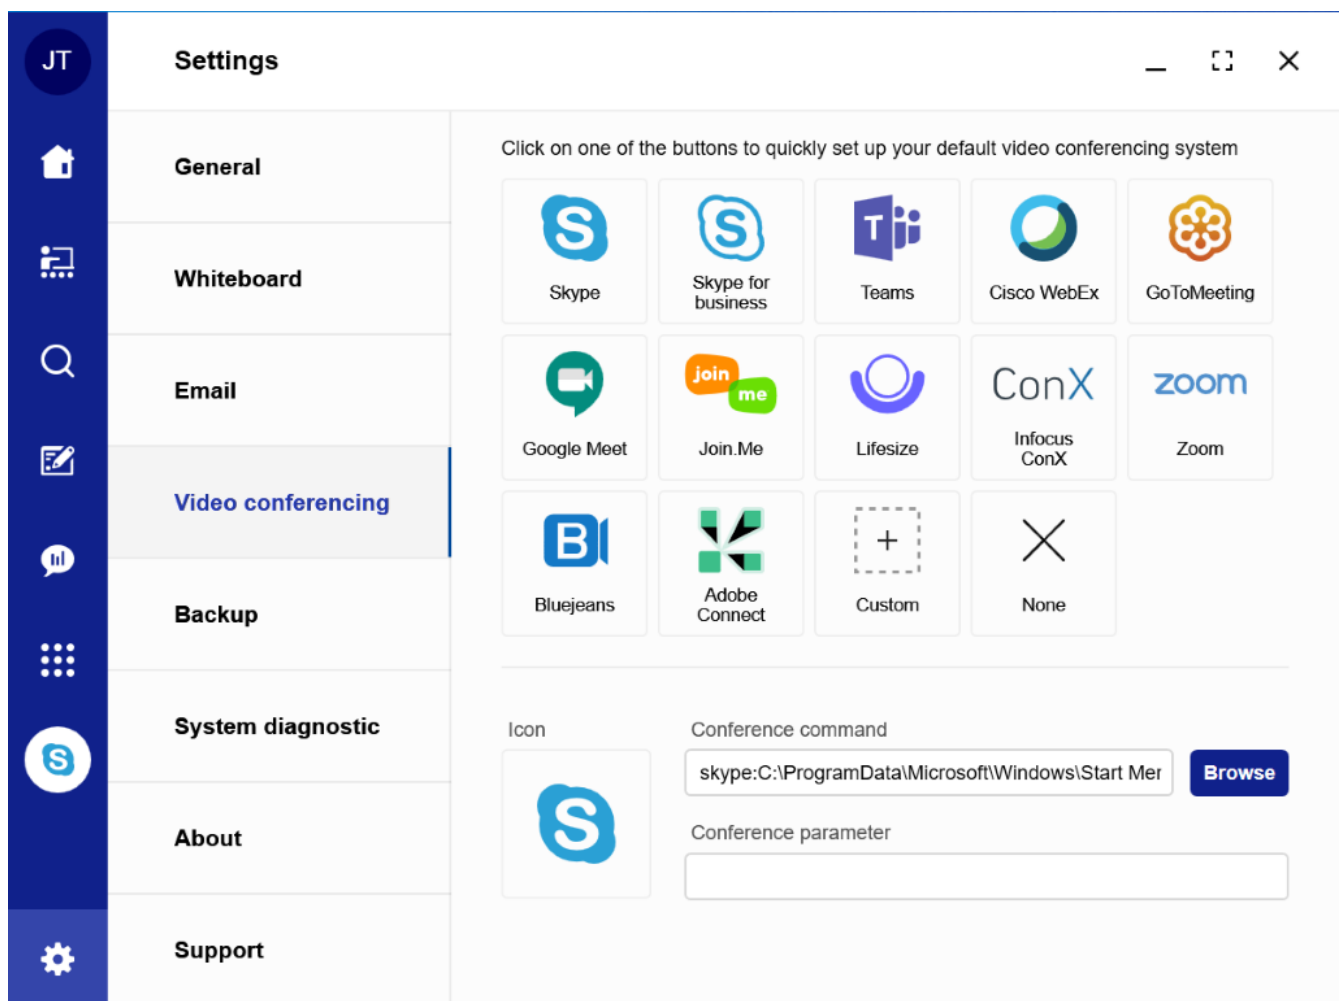 JT
Settings
General
Whiteboard
Email
Video conferencing
Backup
System diagnostic
About
Support
Click on one of the buttons to quickly set up your default video conferencing system
S
Skype
S
Skype for
business
T
Teams
Cisco WebEx
GoToMeeting
Google Meet
join
me
Join.Me
Lifesize
ConX
Infocus
ConX
zoom
Zoom
B
Bluejeans
Adobe
Connect
+
Custom
None
S
Icon
S
Conference command
skype:C:\ProgramData\Microsoft\Windows\Start Mer
Browse
Conference parameter